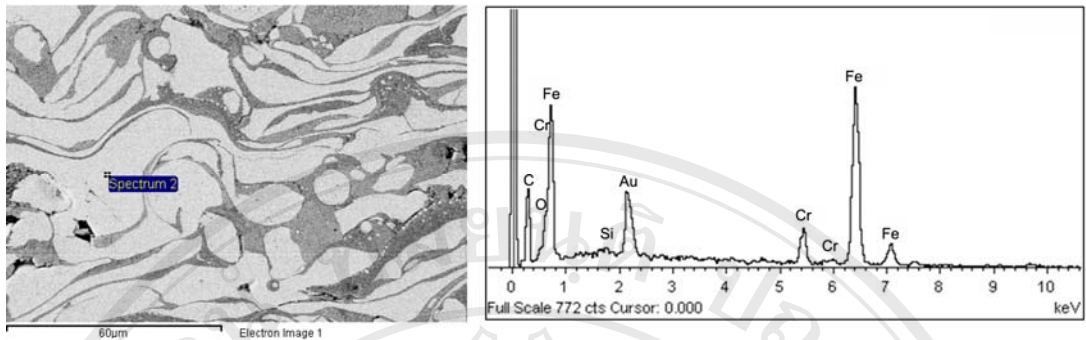 Spectrum 2
60µm
Electron Image 1
Fe
Cr
C
O
Si
Au
Cr
Cr
Fe
Fe
0 1 2 3 4 5 6 7 8 9 10
Full Scale 772 cts Cursor: 0.000
keV